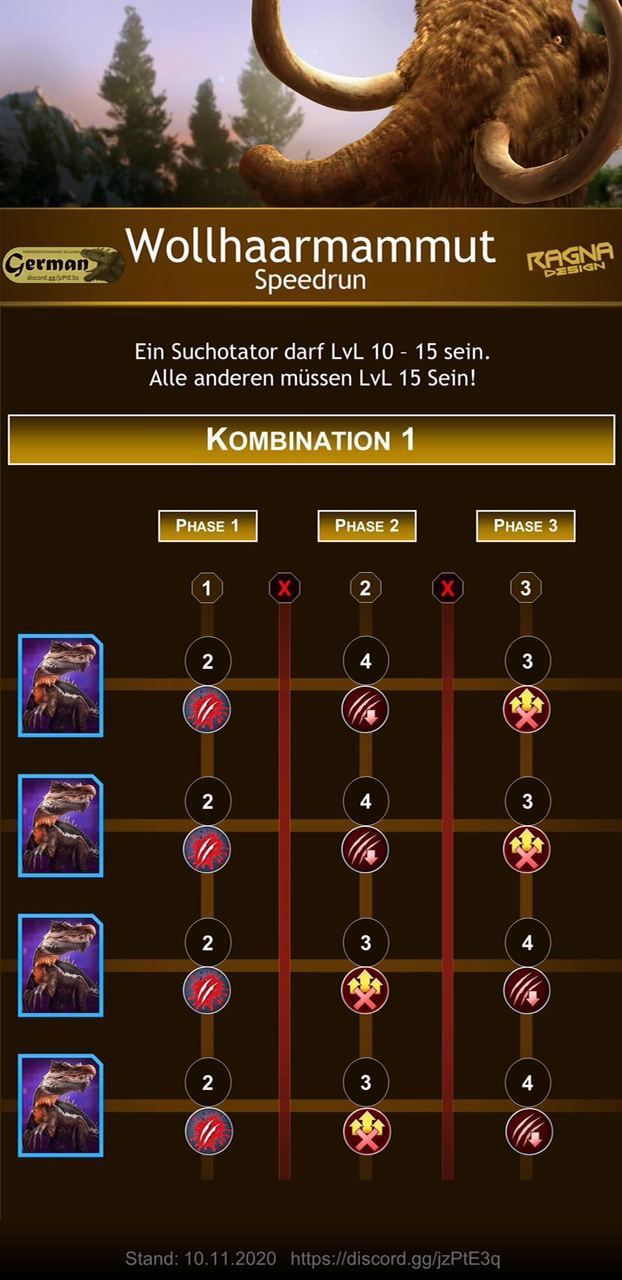 German
discord.gg/jzPtE3q
Wollhaarmammut
Speedrun
RAGNA
DESIGN
Ein Suchotator darf LvL 10 – 15 sein.
Alle anderen müssen LvL 15 Sein!
KOMBINATION 1
PHASE 1 PHASE 2 PHASE 3
1 X 2 X 3
2 4 3
2 4 3
2 3 4
2 3 4
Stand: 10.11.2020 https://discord.gg/jzPtE3q